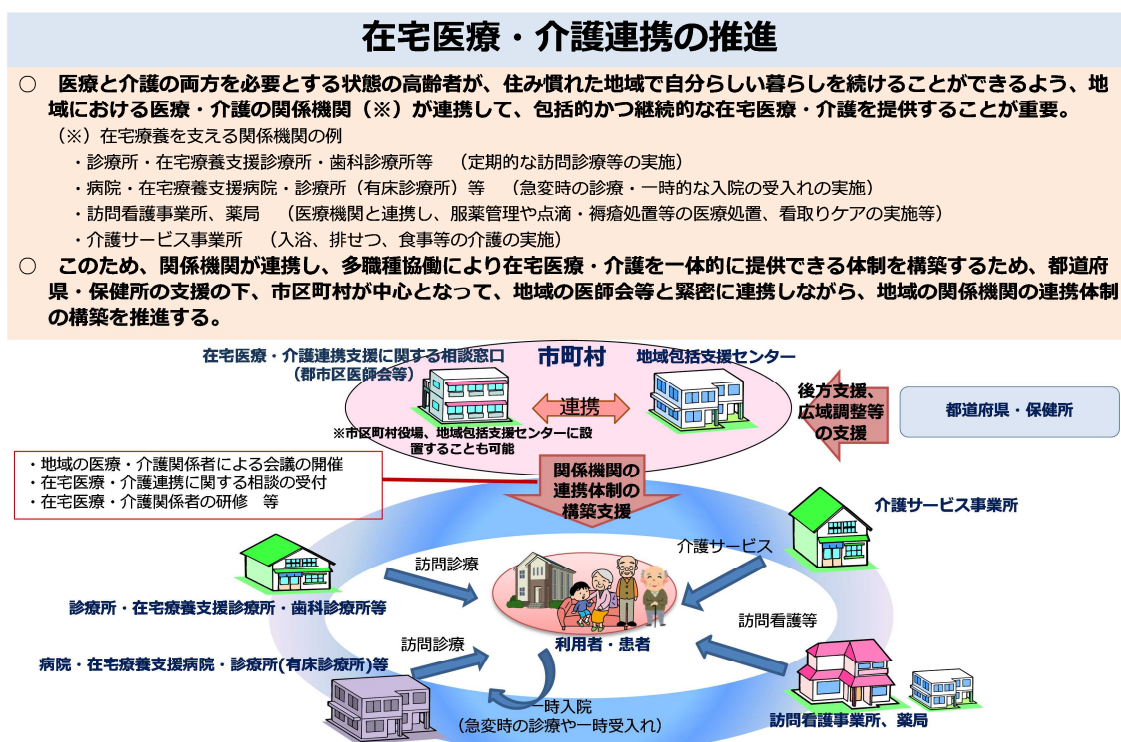 在宅医療・介護連携の推進
○　医療と介護の両方を必要とする状態の高齢者が、住み慣れた地域で自分らしい暮らしを続けることができるよう、地
域における医療・介護の関係機関（※）が連携して、包括的かつ継続的な在宅医療・介護を提供することが重要。
（※）在宅療養を支える関係機関の例
・診療所・在宅療養支援診療所・歯科診療所等　（定期的な訪問診療等の実施）
・病院・在宅療養支援病院・診療所（有床診療所）等　（急変時の診療・一時的な入院の受入れの実施）
・訪問看護事業所、薬局　（医療機関と連携し、服薬管理や点滴・褥瘡処置等の医療処置、看取りケアの実施等）
・介護サービス事業所　（入浴、排せつ、食事等の介護の実施）
○　このため、関係機関が連携し、多職種協働により在宅医療・介護を一体的に提供できる体制を構築するため、都道府
県・保健所の支援の下、市区町村が中心となって、地域の医師会等と緊密に連携しながら、地域の関係機関の連携体制
の構築を推進する。
在宅医療・介護連携支援に関する相談窓口
（郡市区医師会等）
市町村
地域包括支援センター
連携
※市区町村役場、地域包括支援センターに設
置することも可能
後方支援、
広域調整等
の支援
都道府県・保健所
・地域の医療・介護関係者による会議の開催
・在宅医療・介護連携に関する相談の受付
・在宅医療・介護関係者の研修　等
関係機関の
連携体制の
構築支援
介護サービス事業所
介護サービス
訪問診療
診療所・在宅療養支援診療所・歯科診療所等
利用者・患者
訪問看護等
訪問診療
病院・在宅療養支援病院・診療所(有床診療所)等
一時入院
（急変時の診療や一時受入れ）
訪問看護事業所、薬局